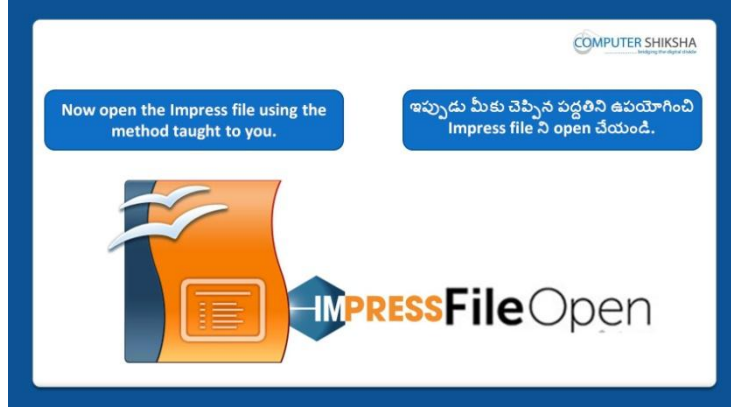 COMPUTER SHIKSHA
bridging the digital divide
Now open the Impress file using the
method taught to you.
ఇప్పుడు మీకు చెప్పిన పద్దతిని ఉపయోగించి
Impress file ని open చేయండి.
IMPRESSFileOpen